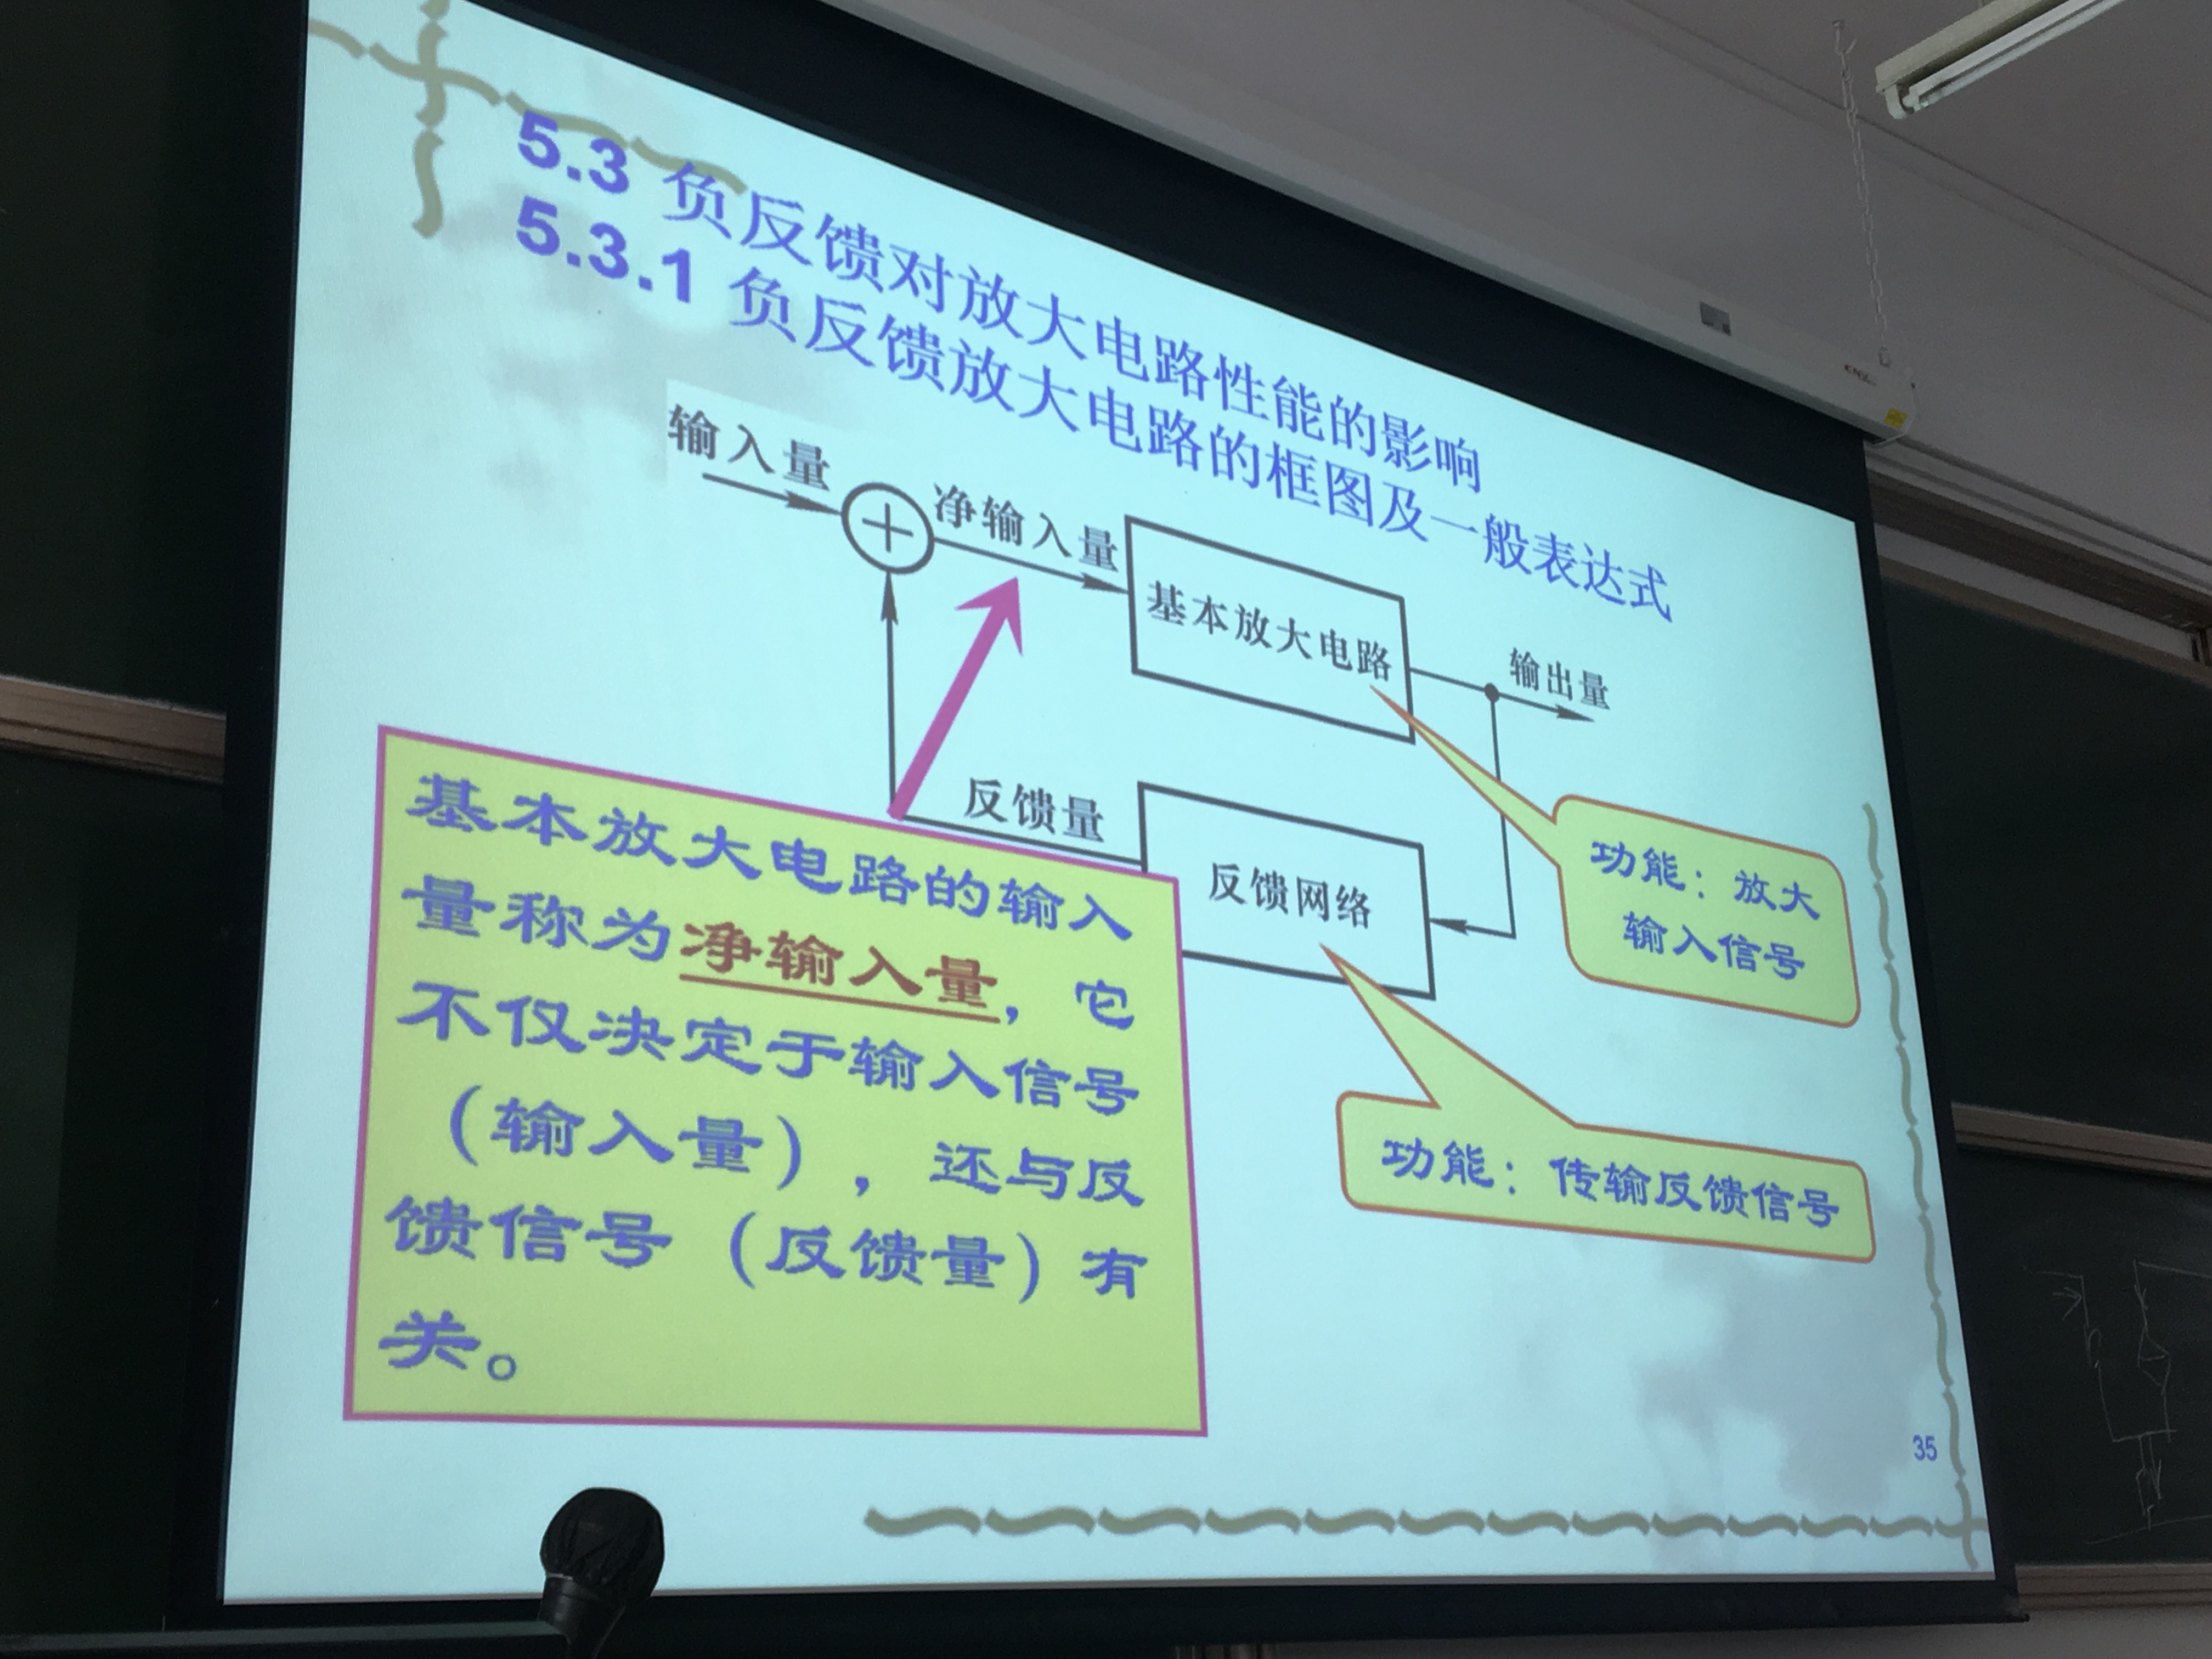 5.3 负反馈对放大电路性能的影响
5.3.1 负反馈放大电路的框图及一般表达式
输入量
净输入量
基本放大电路
输出量
反馈量
反馈网络
功能：放大
输入信号
功能：传输反馈信号
基本放大电路的输入
量称为净输入量，它
不仅决定于输入信号
（输入量），还与反
馈信号（反馈量）有
关。
35